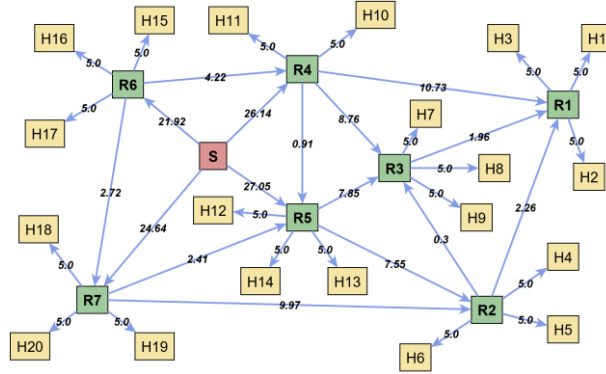 H15
H16
5.0
5.0
R6
5.0
H17
H11
H10
5.0
5.0
R4
4.22
H3
H1
5.0
5.0
10.73
R1
5.0
H2
21.92
26.14
S
0.91
8.76
H7
5.0
R3
1.96
5.0
H8
5.0
H9
2.72
24.64
27.05
H12
5.0
R5
7.85
5.0
5.0
H14
H13
2.26
0.3
H18
5.0
2.41
7.55
H4
5.0
R7
9.97
R2
5.0
H5
5.0
5.0
H20
H19
5.0
H6